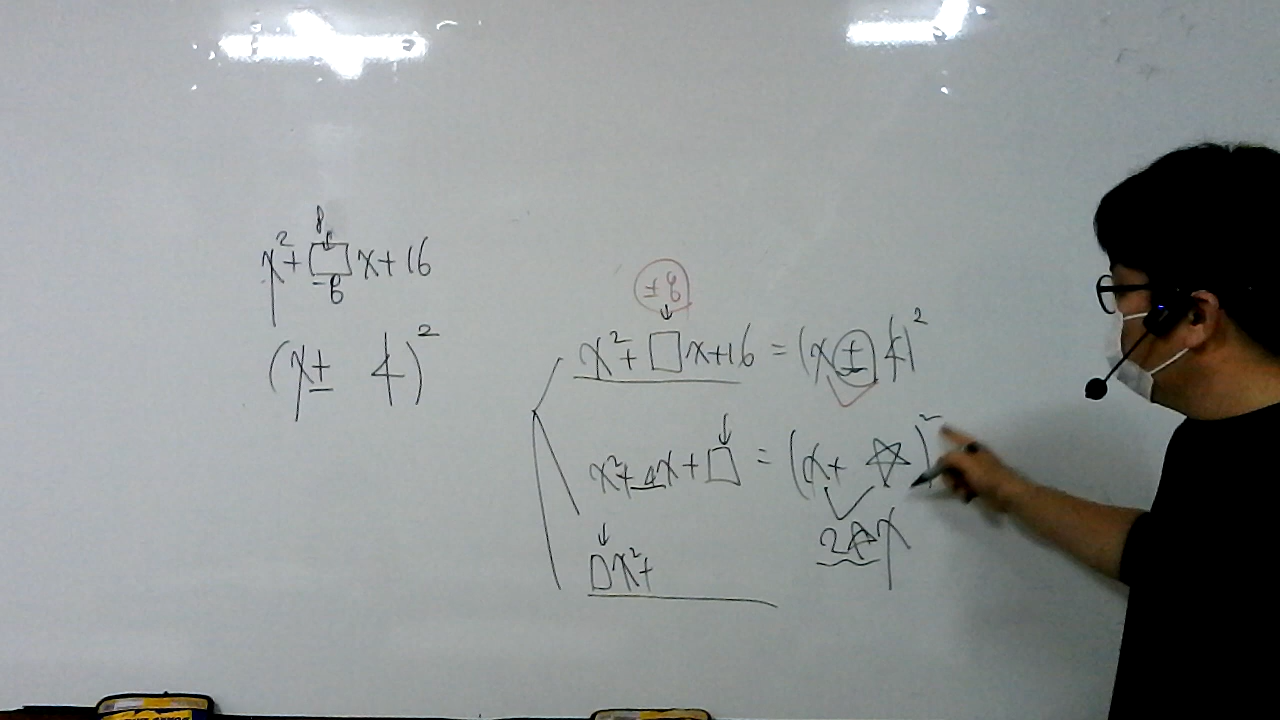 8
x²+□x+16
-8
(x± 4)²
±8
x²+□x+16=(x±4)²
x²+4x+□=(x+☆)²
2☆x
□x²+